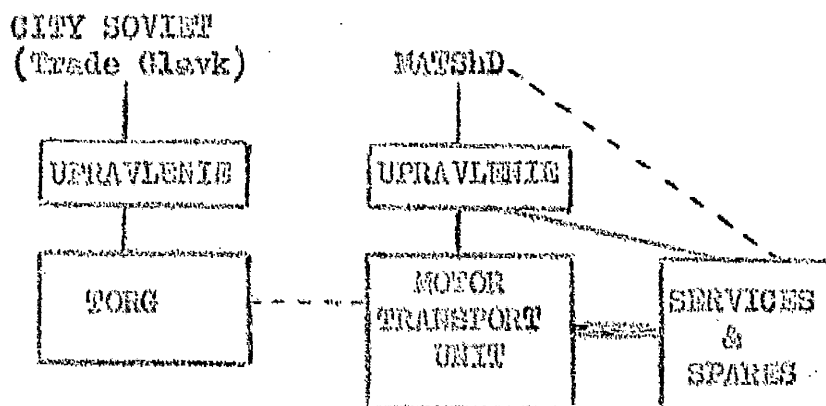 CITY SOVIET
(Trade Glavk)
MATShD
UPRAVLENIE
UPRAVLENIE
TORG
MOTOR
TRANSPORT
UNIT
SERVICES
&
SPARES